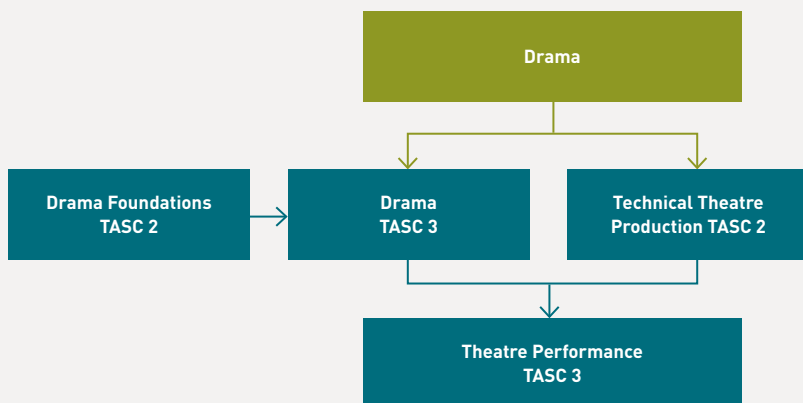 Drama
Drama Foundations
TASC 2
Drama
TASC 3
Technical Theatre
Production TASC 2
Theatre Performance
TASC 3